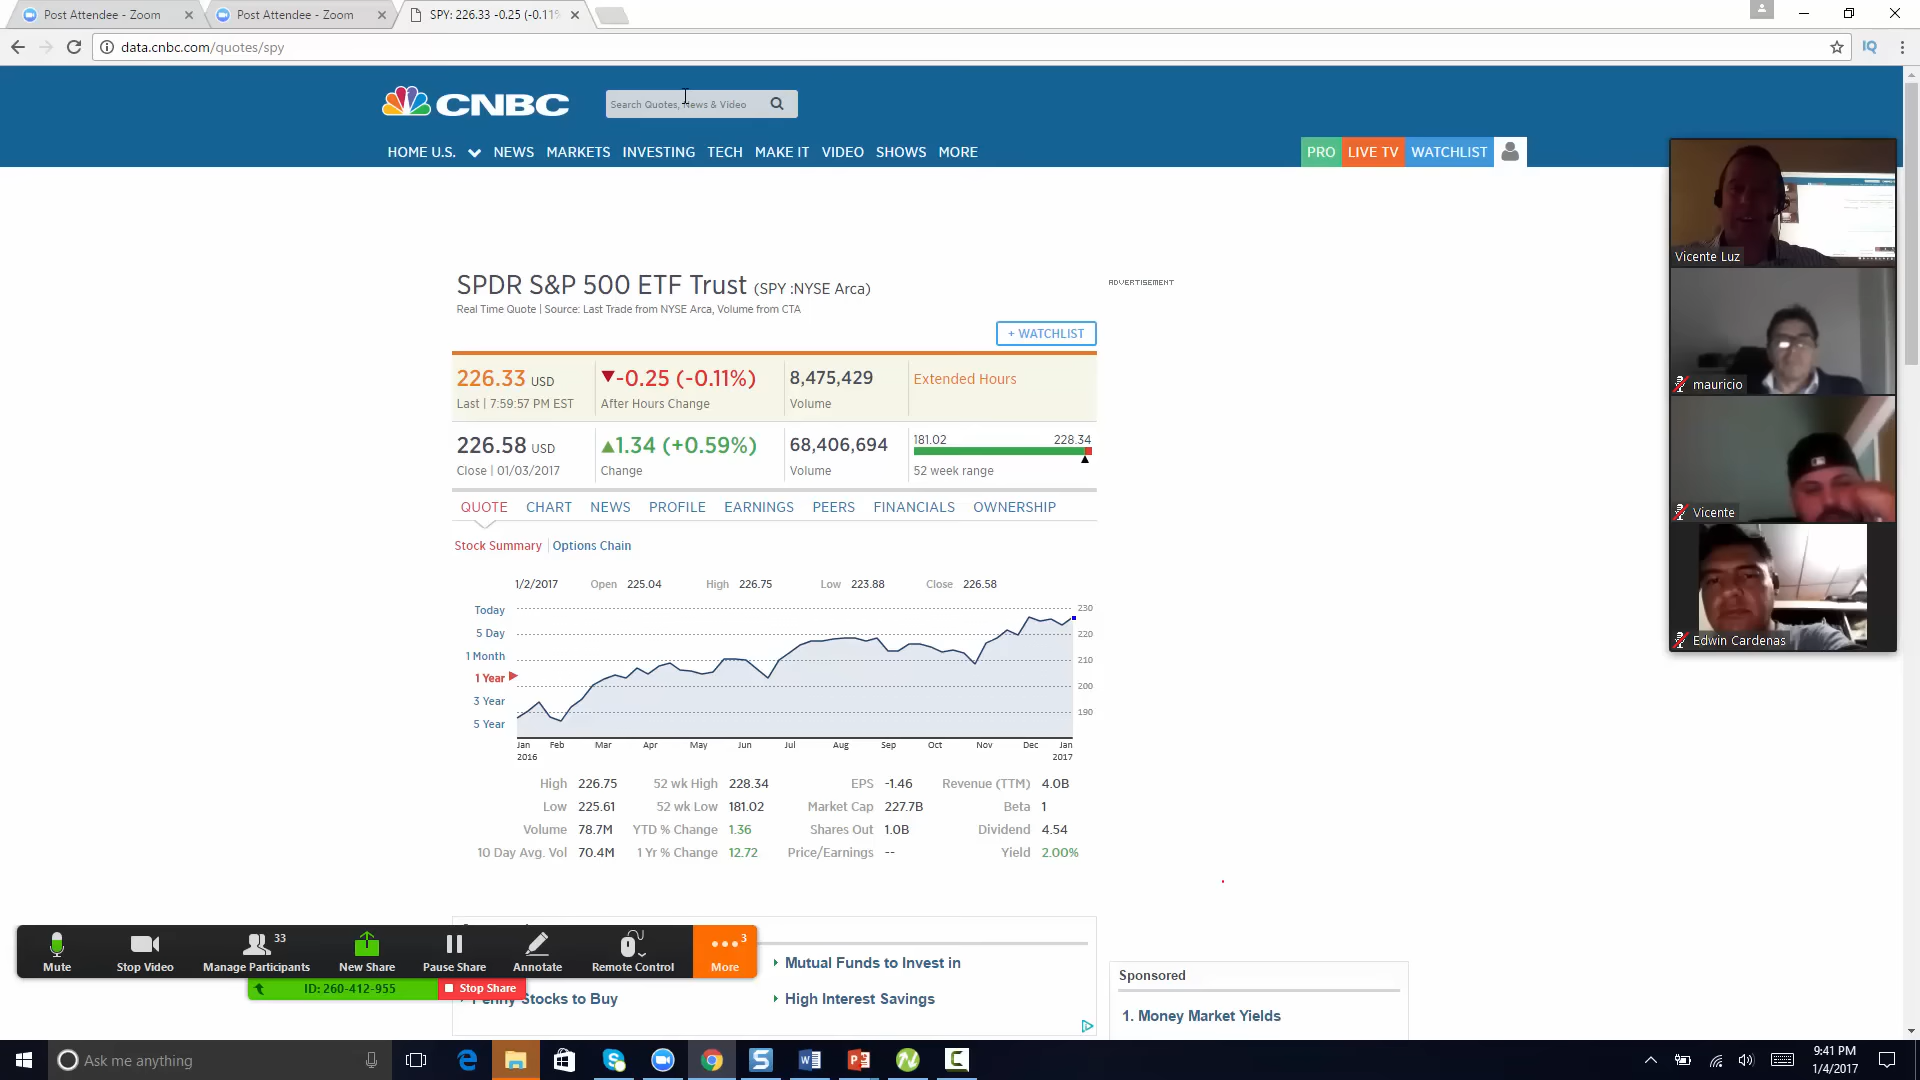 Post Attendee - Zoom
Post Attendee - Zoom
SPY: 226.33 -0.25 (-0.11%
data.cnbc.com/quotes/spy
IQ
CNBC
Search Quotes, News & Video
HOME U.S. NEWS MARKETS INVESTING TECH MAKE IT VIDEO SHOWS MORE
PRO LIVE TV WATCHLIST
Vicente Luz
mauricio
Vicente
Edwin Cardenas
SPDR S&P 500 ETF Trust (SPY :NYSE Arca)
Real Time Quote | Source: Last Trade from NYSE Arca, Volume from CTA
ADVERTISEMENT
+ WATCHLIST
226.33 USD ▼-0.25 (-0.11%) 8,475,429 Extended Hours
Last | 7:59:57 PM EST After Hours Change Volume
226.58 USD ▲1.34 (+0.59%) 68,406,694 181.02 228.34
Close | 01/03/2017 Change Volume 52 week range
QUOTE CHART NEWS PROFILE EARNINGS PEERS FINANCIALS OWNERSHIP
Stock Summary | Options Chain
1/2/2017 Open 225.04 High 226.75 Low 223.88 Close 226.58
Today
5 Day
1 Month
1 Year
3 Year
5 Year
230
220
210
200
190
Jan Feb Mar Apr May Jun Jul Aug Sep Oct Nov Dec Jan
2016 2017
High 226.75 52 wk High 228.34 EPS -1.46 Revenue (TTM) 4.0B
Low 225.61 52 wk Low 181.02 Market Cap 227.7B Beta 1
Volume 78.7M YTD % Change 1.36 Shares Out 1.0B Dividend 4.54
10 Day Avg. Vol 70.4M 1 Yr % Change 12.72 Price/Earnings -- Yield 2.00%
Mutual Funds to Invest in
Penny Stocks to Buy
High Interest Savings
Sponsored
1. Money Market Yields
33
3
Mute Stop Video Manage Participants New Share Pause Share Annotate Remote Control More
ID: 260-412-955 Stop Share
Ask me anything
9:41 PM
1/4/2017